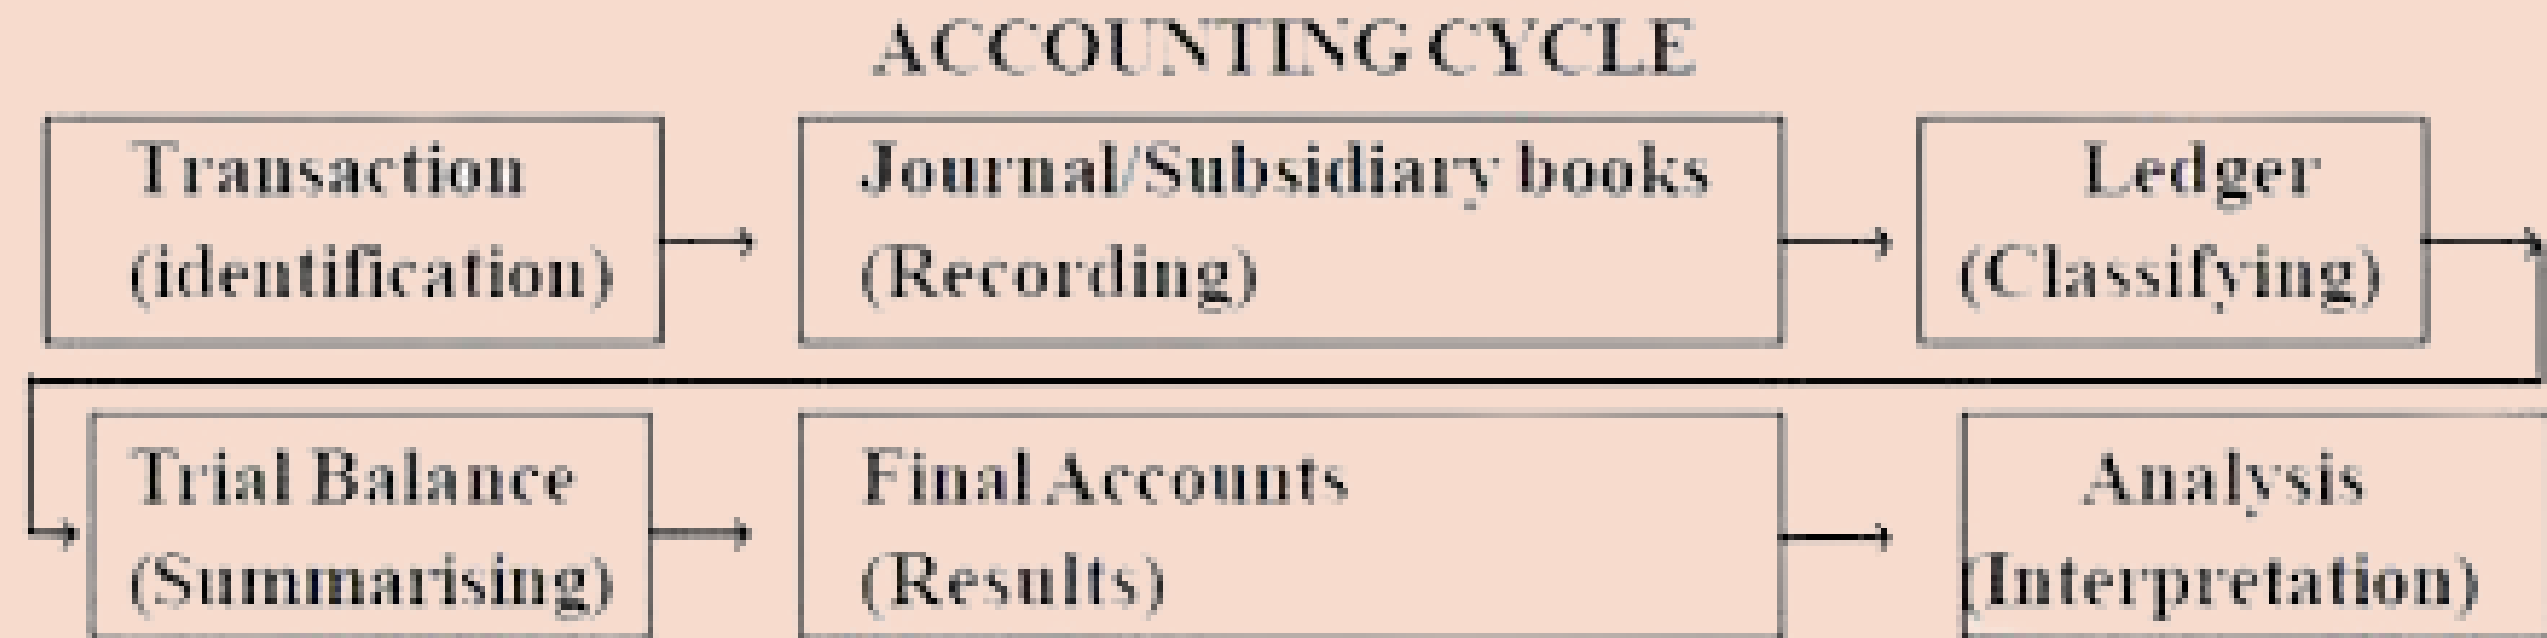 ACCOUNTING CYCLE
Transaction
(identification)
Journal/Subsidiary books
(Recording)
Ledger
(Classifying)
Trial Balance
(Summarising)
Final Accounts
(Results)
Analysis
(Interpretation)